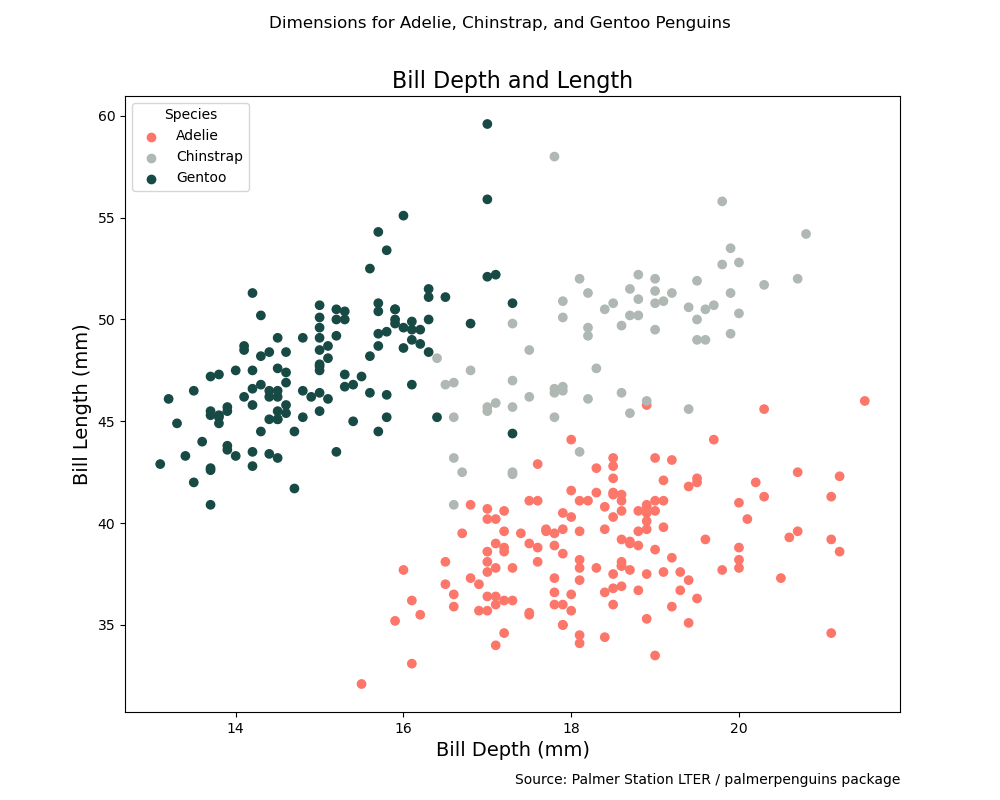 Dimensions for Adelie, Chinstrap, and Gentoo Penguins
Bill Depth and Length
Species
Adelie
Chinstrap
Gentoo
60
55
50
45
40
35
Bill Length (mm)
14
16
18
20
Bill Depth (mm)
Source: Palmer Station LTER / palmerpenguins package